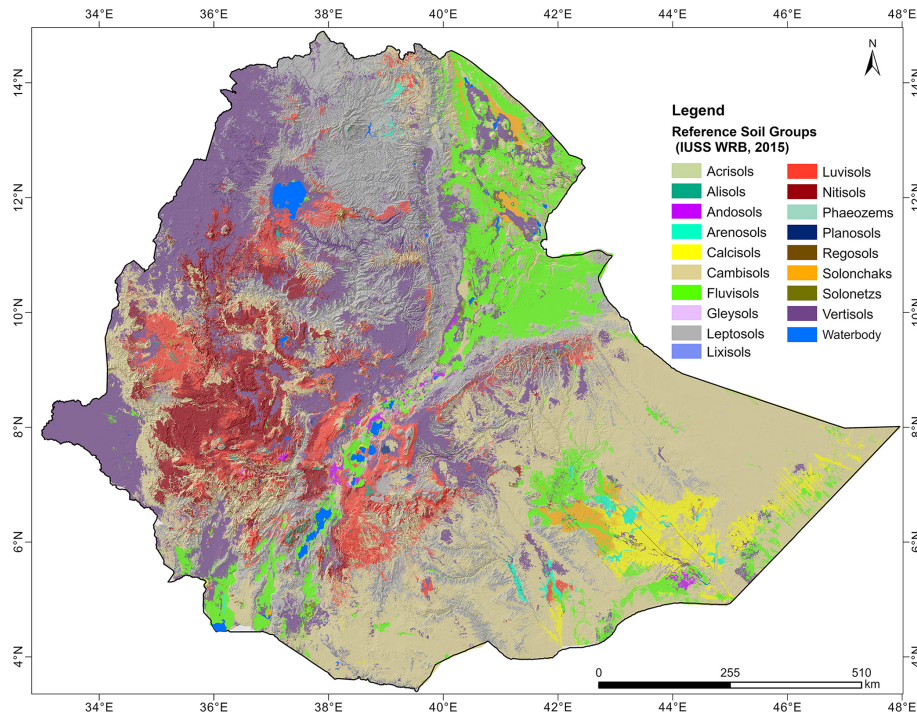 34°E 36°E 38°E 40°E 42°E 44°E 46°E 48°E
N
14°N 14°N
Legend
Reference Soil Groups
(IUSS WRB, 2015)
Acrisols Luvisols
Alisols Nitisols
Andosols Phaeozems
Arenosols Planosols
Calcisols Regosols
Cambisols Solonchaks
Fluvisols Solonetzs
Gleysols Vertisols
Leptosols Waterbody
Lixisols
12°N 12°N
10°N 10°N
8°N 8°N
6°N 6°N
4°N 4°N
0 255 510
km
34°E 36°E 38°E 40°E 42°E 44°E 46°E 48°E